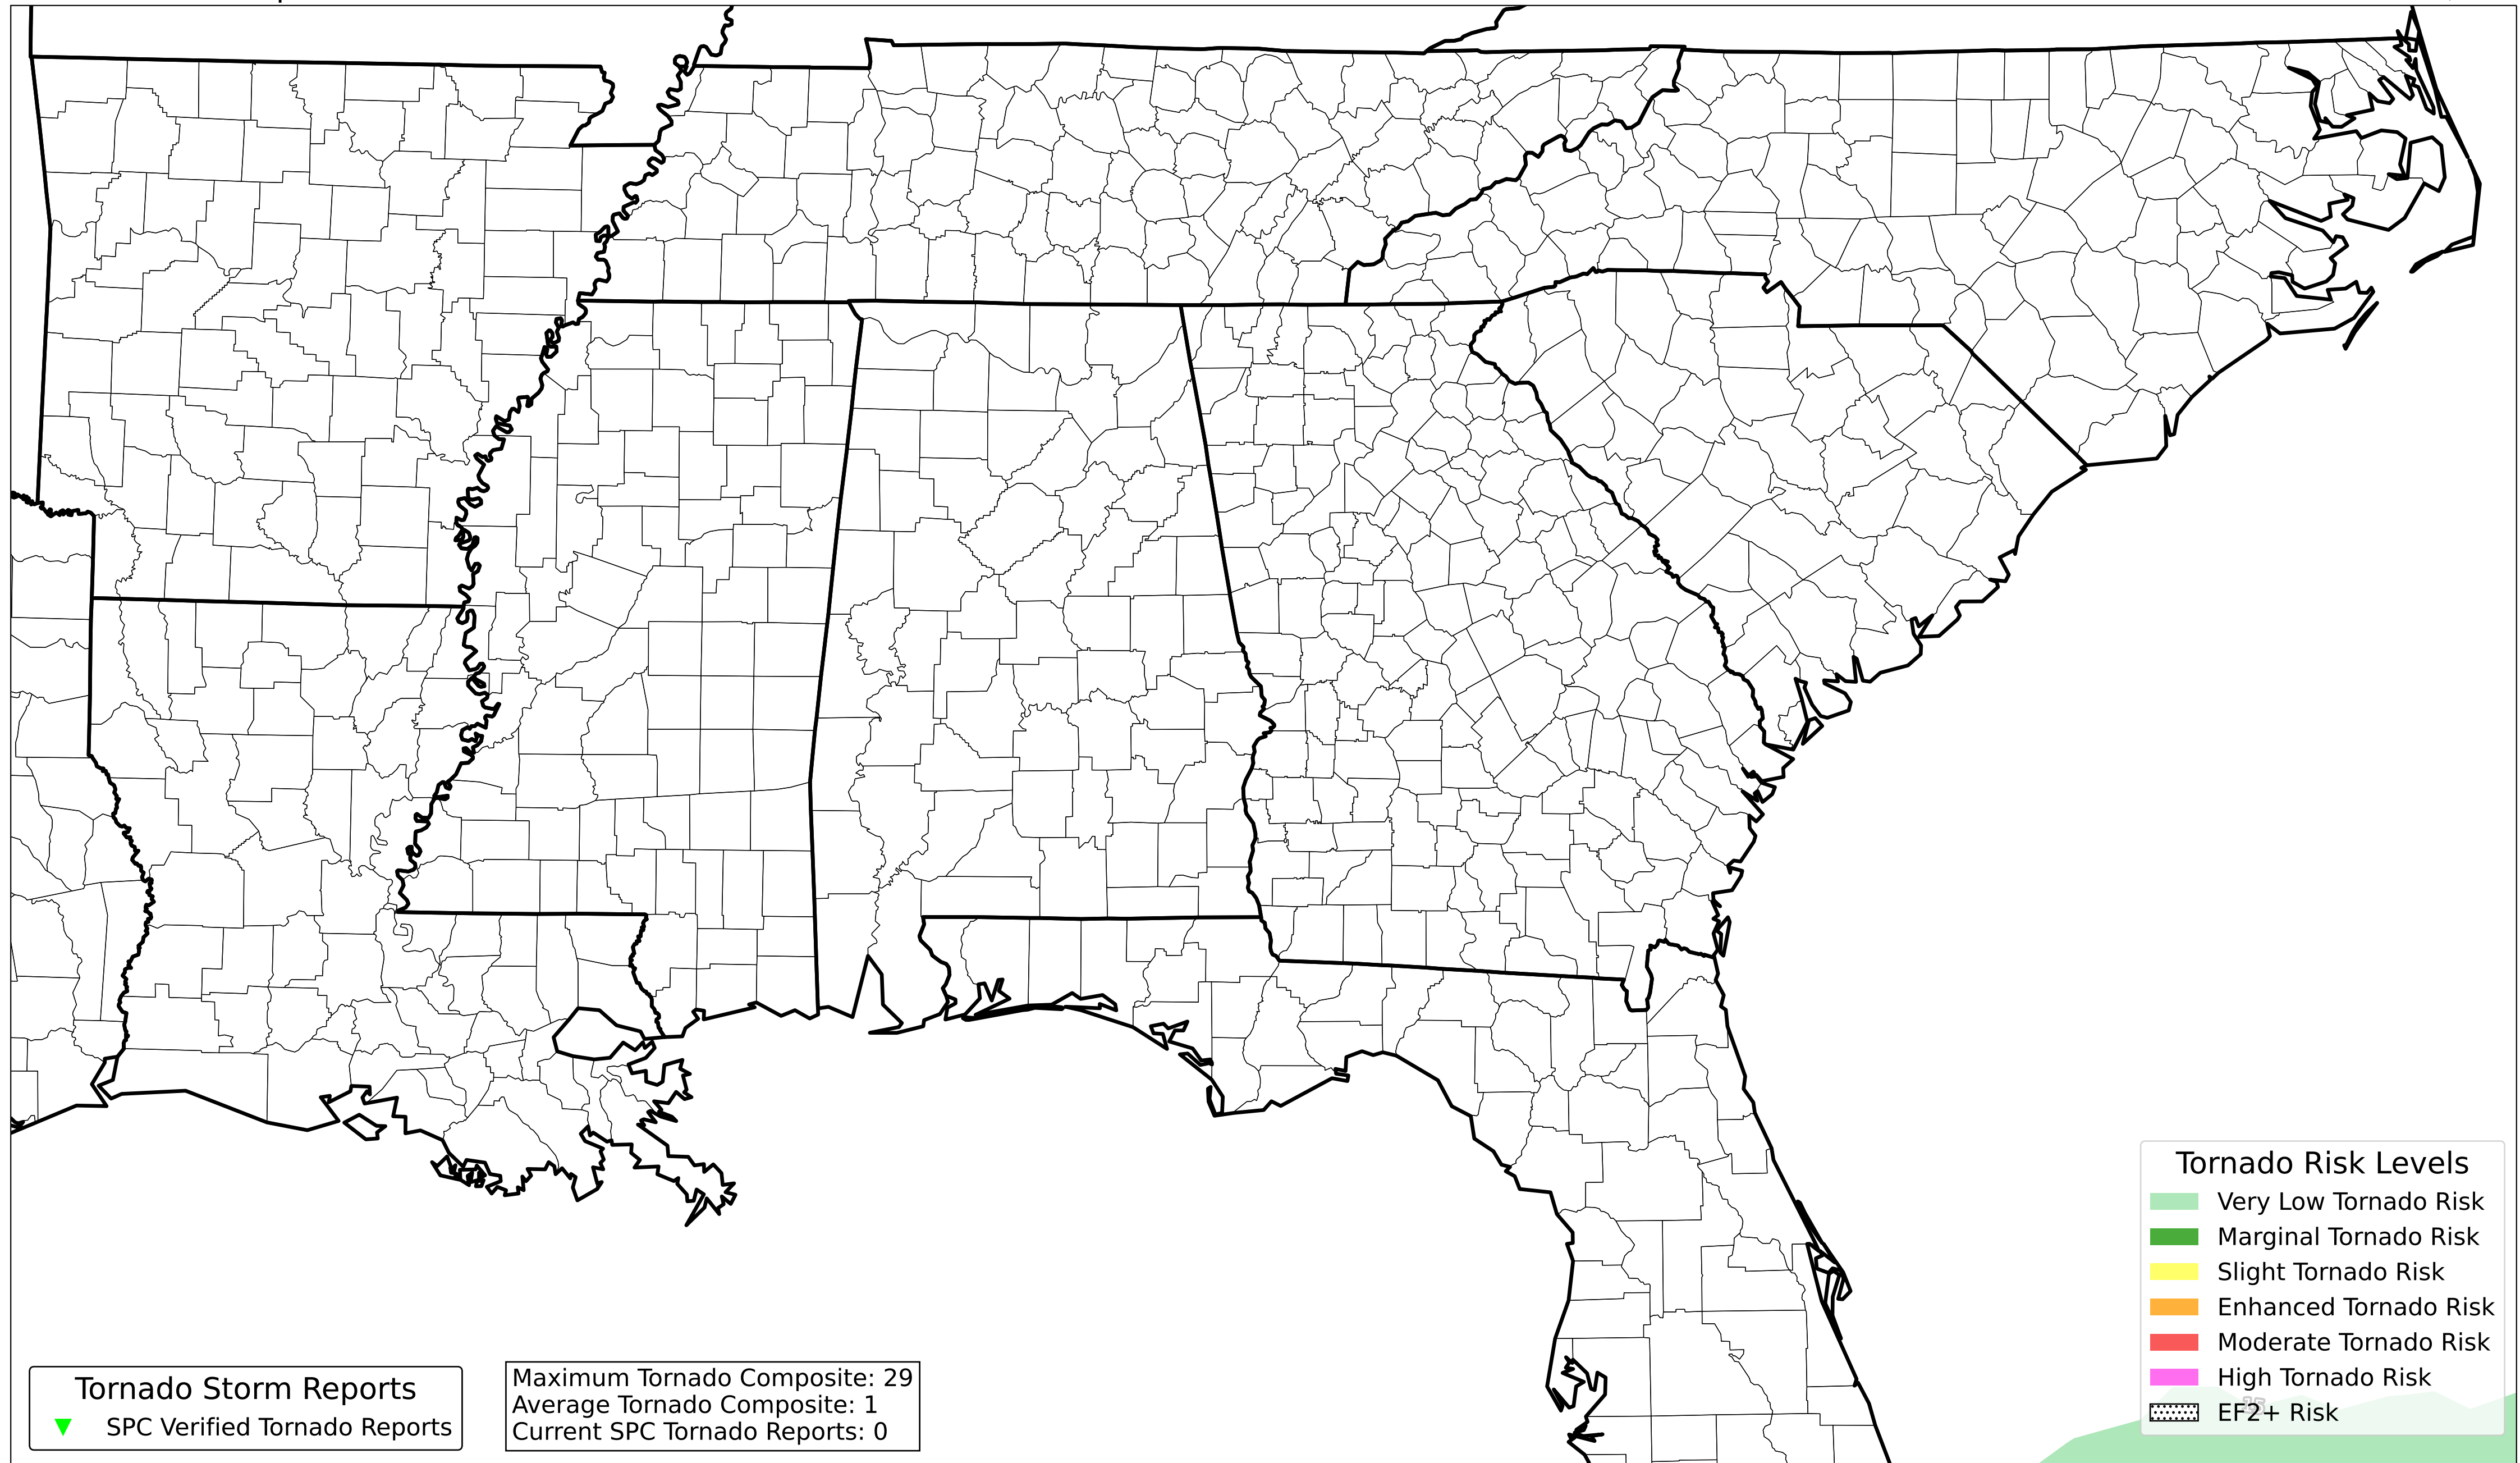 Tornado Risk Levels
Very Low Tornado Risk
Marginal Tornado Risk
Slight Tornado Risk
Enhanced Tornado Risk
Moderate Tornado Risk
High Tornado Risk
EF2+ Risk
Tornado Storm Reports
SPC Verified Tornado Reports
Maximum Tornado Composite: 29
Average Tornado Composite: 1
Current SPC Tornado Reports: 0